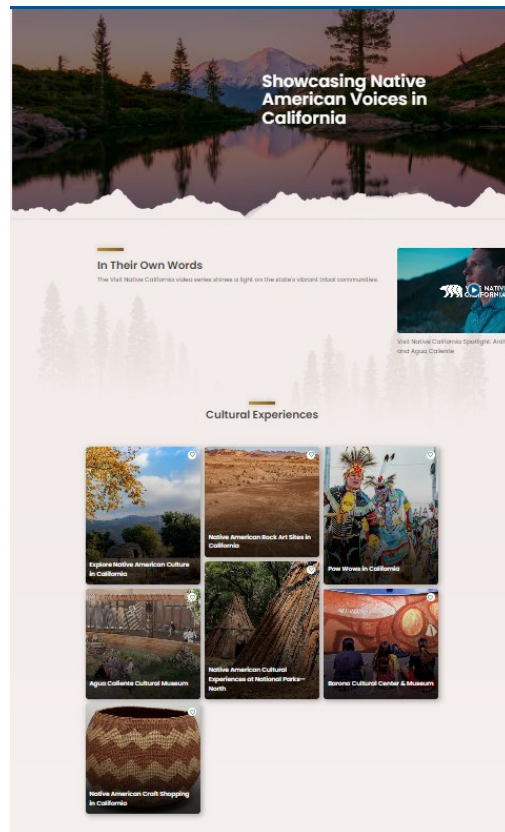 Showcasing Native
American Voices in
California
In Their Own Words
The Visit Native California video series shines a light on the state's vibrant tribal communities.
NATIVE
CALIFORNIA
Visit Native California Spotlight:
and Agua Caliente
Cultural Experiences
Explore Native American Culture
in California
Native American Rock Art Sites in
California
Pow Wows in California
Agua Caliente Cultural Museum
Native American Cultural
Experiences at National Parks—
North
Barona Cultural Center & Museum
Native American Craft Shopping
in California